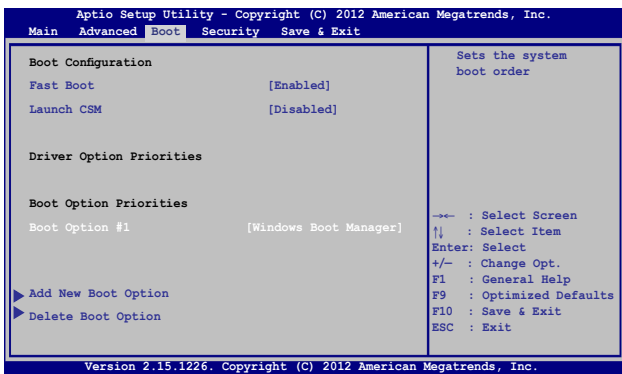 Aptio Setup Utility - Copyright (C) 2012 American Megatrends, Inc.
Main Advanced Boot Security Save & Exit
Boot Configuration
Fast Boot [Enabled]
Launch CSM [Disabled]
Driver Option Priorities
Boot Option Priorities
Boot Option #1 [Windows Boot Manager]
Add New Boot Option
Delete Boot Option
Sets the system
boot order
→← : Select Screen
↑↓ : Select Item
Enter: Select
+/— : Change Opt.
F1 : General Help
F9 : Optimized Defaults
F10 : Save & Exit
ESC : Exit
Version 2.15.1226. Copyright (C) 2012 American Megatrends, Inc.